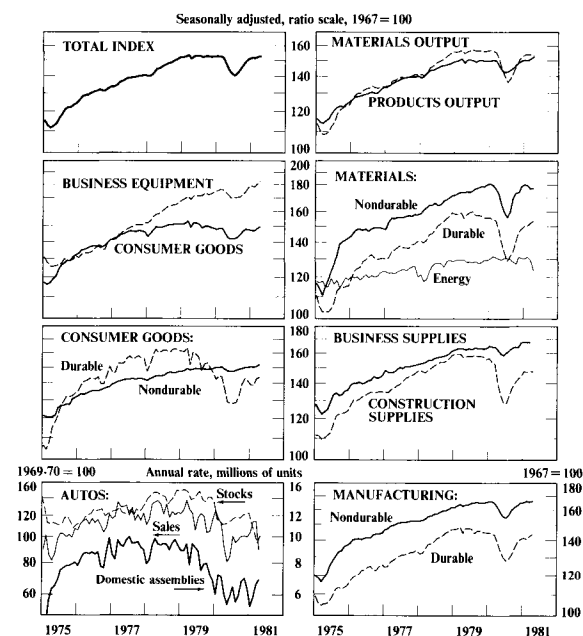 Seasonally adjusted, ratio scale, 1967 = 100
TOTAL INDEX
160
140
120
100
MATERIALS OUTPUT
PRODUCTS OUTPUT
BUSINESS EQUIPMENT
CONSUMER GOODS
200
180
160
140
120
100
MATERIALS:
Nondurable
Durable
Energy
CONSUMER GOODS:
Durable
Nondurable
180
160
140
120
100
BUSINESS SUPPLIES
CONSTRUCTION
SUPPLIES
1969-70 = 100
Annual rate, millions of units
1967 = 100
160
140
120
100
80
60
AUTOS:
Stocks
Sales
Domestic assemblies
16
14
12
10
8
6
MANUFACTURING:
Nondurable
Durable
180
160
140
120
100
1975 1977 1979 1981
1975 1977 1979 1981